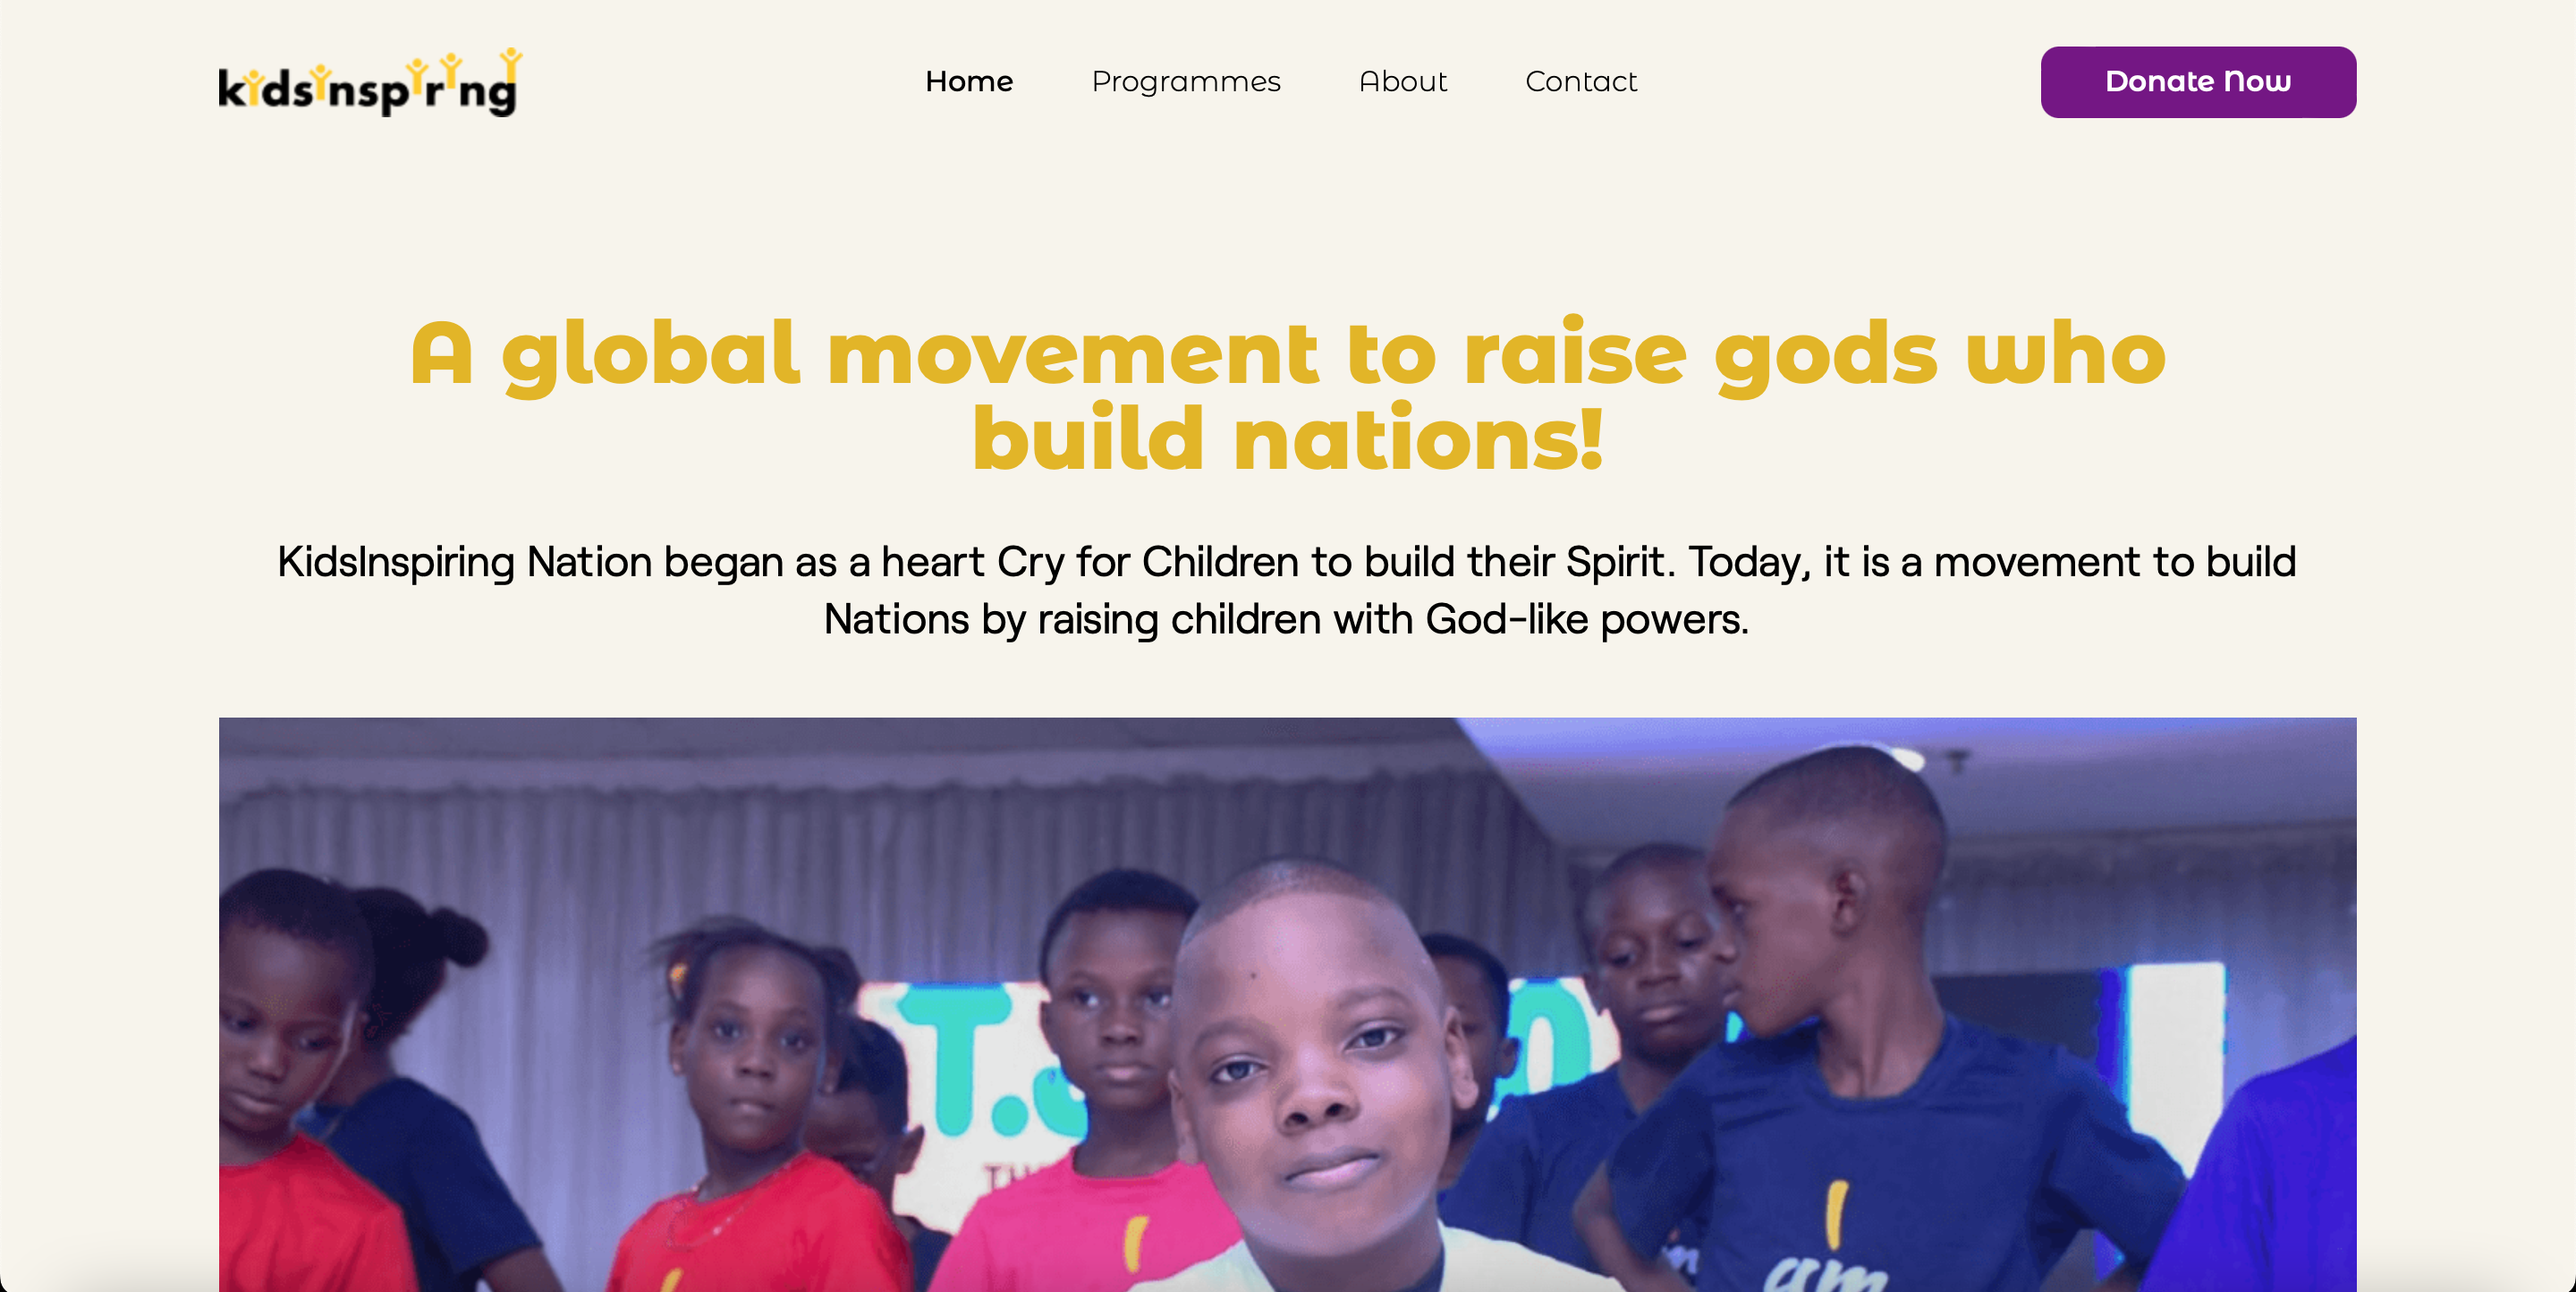 kidsinspiring
Home
Programmes
About
Contact
Donate Now
A global movement to raise gods who
build nations!
KidsInspiring Nation began as a heart Cry for Children to build their Spirit. Today, it is a movement to build
Nations by raising children with God-like powers.
T.
I
I
am